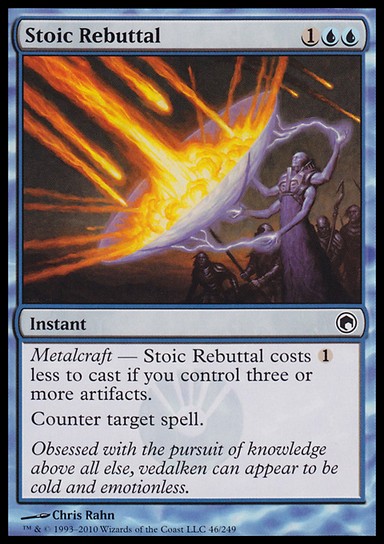 Stoic Rebuttal 1
Instant
Metalcraft — Stoic Rebuttal costs 1
less to cast if you control three or
more artifacts.
Counter target spell.
Obsessed with the pursuit of knowledge
above all else, vedalken can appear to be
cold and emotionless.
Chris Rahn
™ & © 1993–2010 Wizards of the Coast LLC 46/249